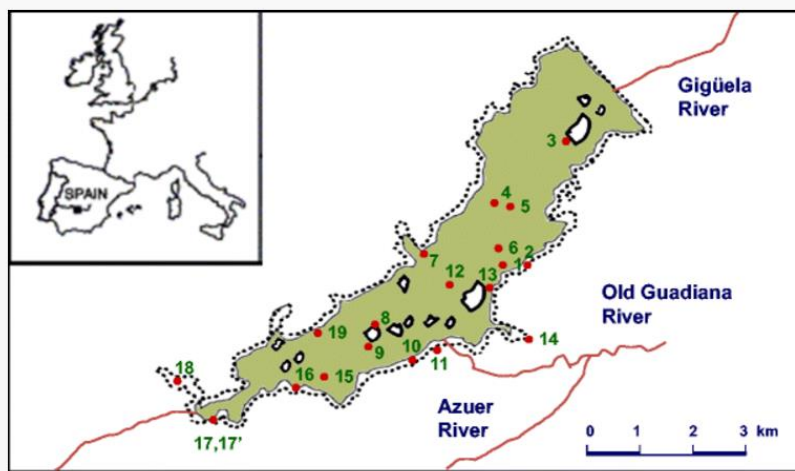 SPAIN
Gigüela
River
3
4
5
6
2
1
7
12
13
Old Guadiana
River
8
19
14
9
10
11
18
16
15
Azuer
River
17,17'
0 1 2 3 km